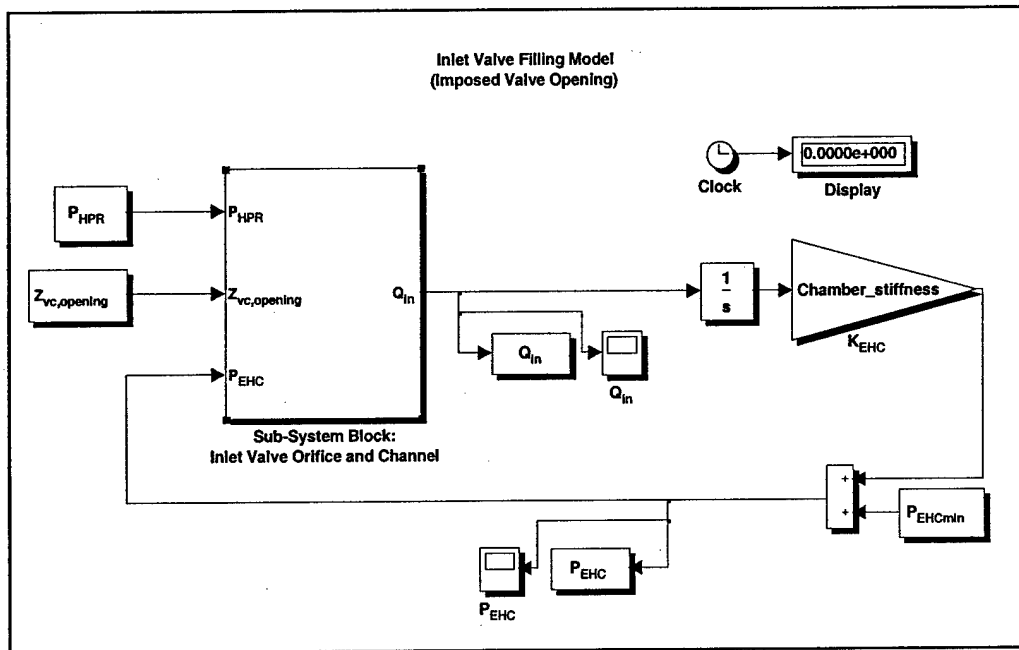 Inlet Valve Filling Model
(Imposed Valve Opening)
0.0000e+000
Clock
Display
P_HPR
P_HPR
Z_vc,opening
Z_vc,opening
Q_in
P_EHC
1
s
Chamber_stiffness
K_EHC
Q_in
Q_in
Sub-System Block:
Inlet Valve Orifice and Channel
+
+
P_EHCmin
P_EHC
P_EHC